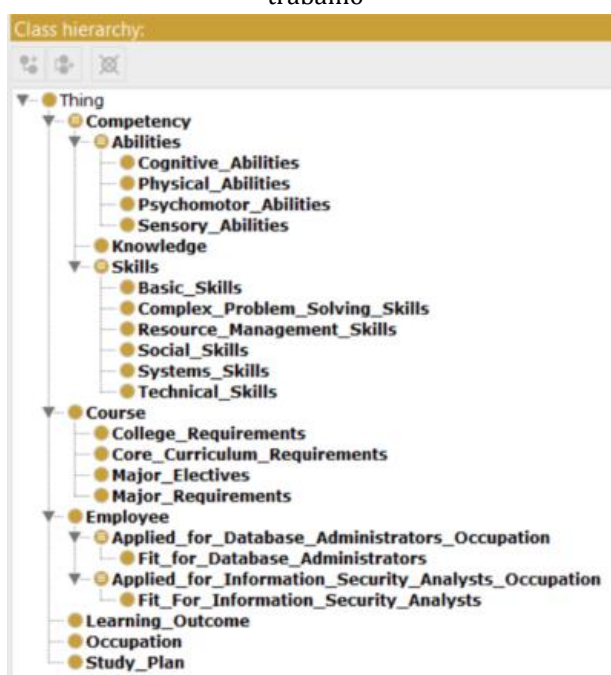 trabalho
Class hierarchy:
Thing
Competency
Abilities
Cognitive_Abilities
Physical_Abilities
Psychomotor_Abilities
Sensory_Abilities
Knowledge
Skills
Basic_Skills
Complex_Problem_Solving_Skills
Resource_Management_Skills
Social_Skills
Systems_Skills
Technical_Skills
Course
College_Requirements
Core_Curriculum_Requirements
Major_Electives
Major_Requirements
Employee
Applied_for_Database_Administrators_Occupation
Fit_for_Database_Administrators
Applied_for_Information_Security_Analysts_Occupation
Fit_For_Information_Security_Analysts
Learning_Outcome
Occupation
Study_Plan